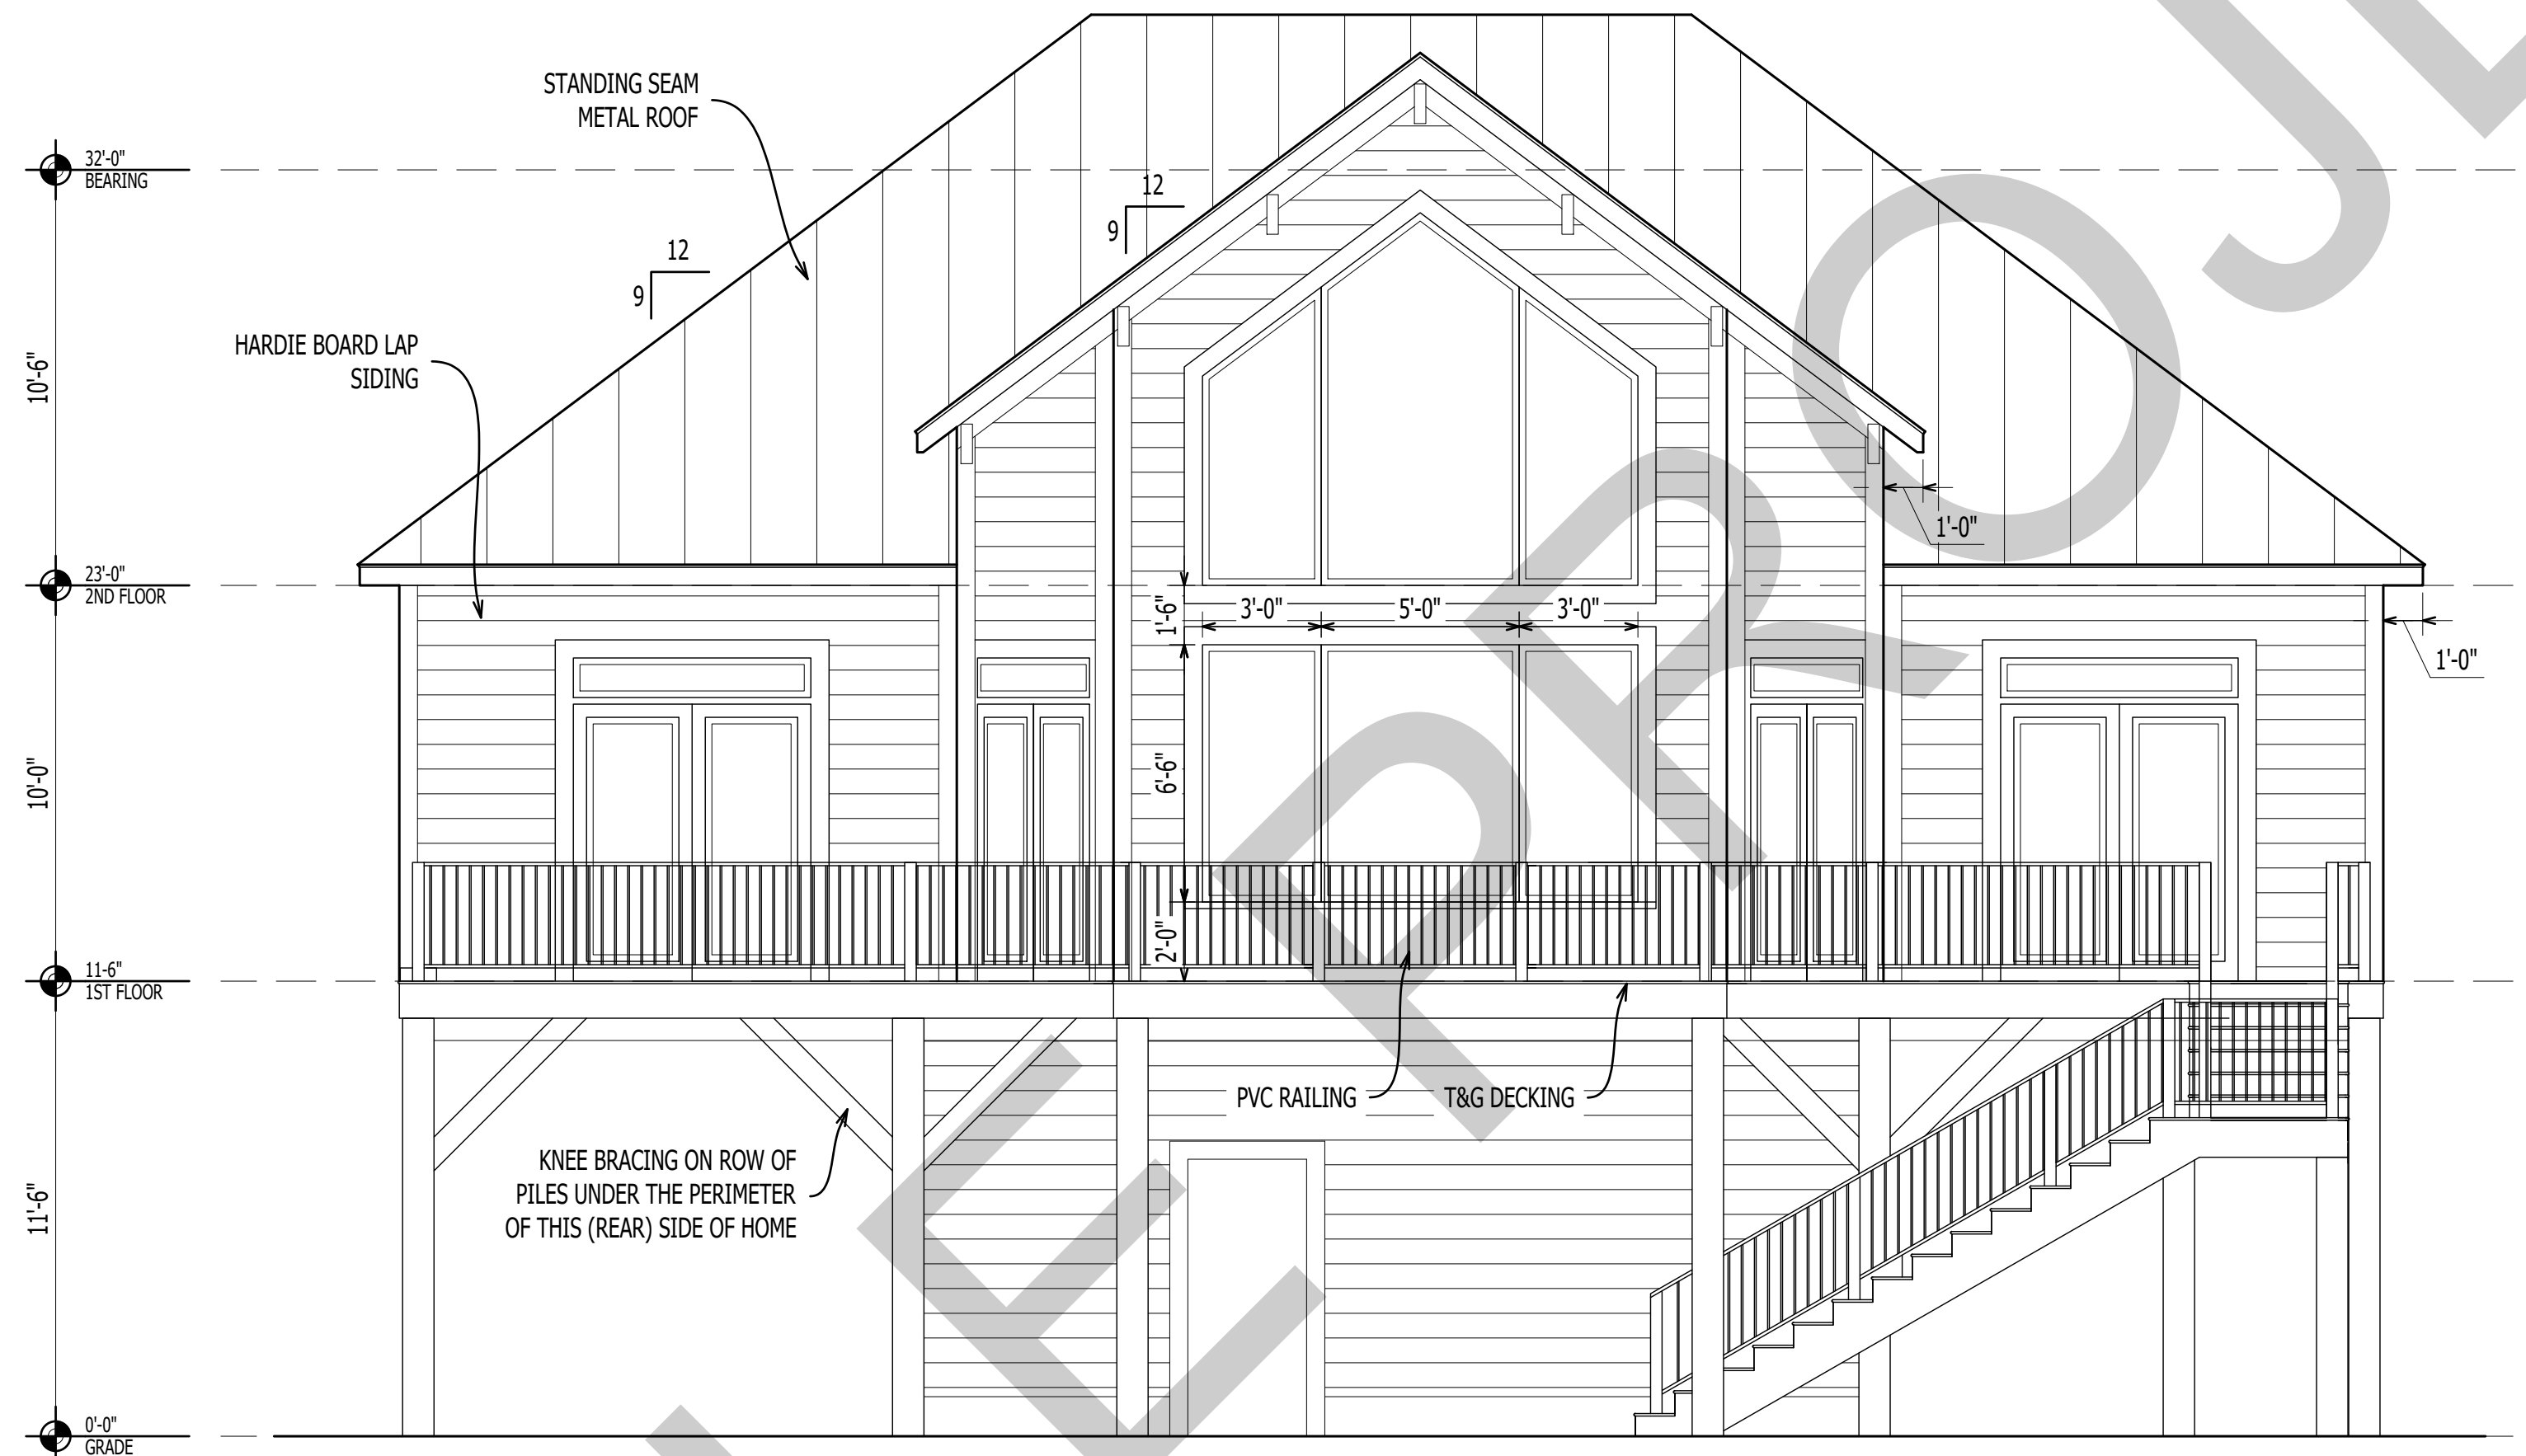 STANDING SEAM
METAL ROOF
32'-0"
BEARING
12
9
12
9
HARDIE BOARD LAP
SIDING
10'-6"
1'-0"
23'-0"
2ND FLOOR
1'-6"
3'-0"
5'-0"
3'-0"
1'-0"
10'-0"
6'-6"
2'-0"
11-6"
1ST FLOOR
PVC RAILING
T&G DECKING
KNEE BRACING ON ROW OF
PILES UNDER THE PERIMETER
OF THIS (REAR) SIDE OF HOME
11'-6"
0'-0"
GRADE
E PROJE